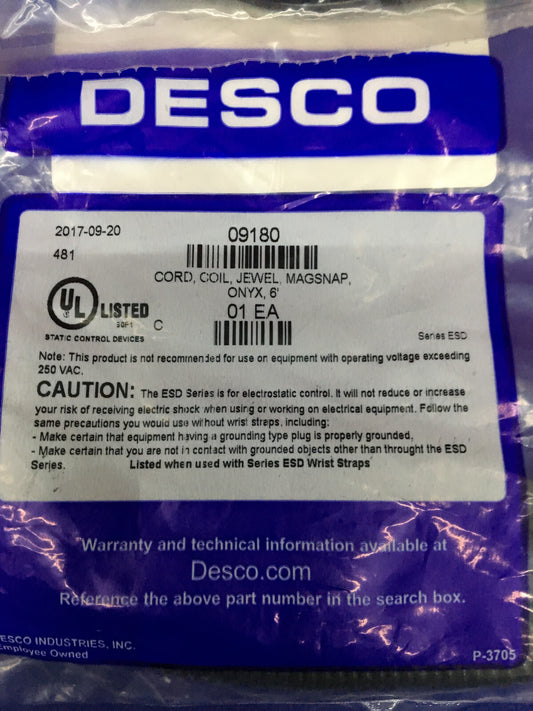 DESCO
2017-09-20
481
09180
CORD, COIL, JEWEL, MAGSNAP,
ONYX, 6'
01 EA
UL LISTED
30F1
C
STATIC CONTROL DEVICES
Series ESD
Note: This product is not recommended for use on equipment with operating voltage exceeding
250 VAC.
CAUTION: The ESD Series is for electrostatic control. It will not reduce or increase
your risk of receiving electric shock when using or working on electrical equipment. Follow the
same precautions you would use without wrist straps, including:
- Make certain that equipment having a grounding type plug is properly grounded.
- Make certain that you are not in contact with grounded objects other than throught the ESD
Series. Listed when used with Series ESD Wrist Straps
Warranty and technical information available at
Desco.com
Reference the above part number in the search box.
DESCO INDUSTRIES, INC.
Employee Owned
P-3705